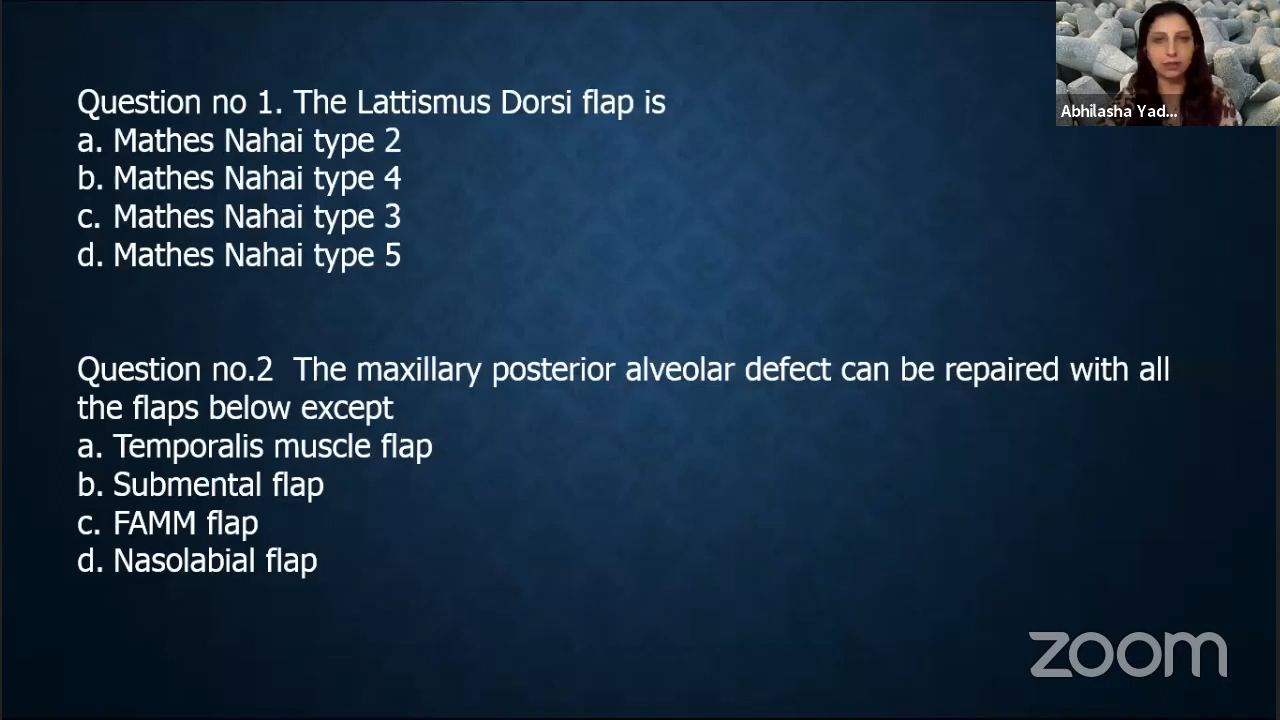 Question no 1. The Lattismus Dorsi flap is
a. Mathes Nahai type 2
b. Mathes Nahai type 4
c. Mathes Nahai type 3
d. Mathes Nahai type 5
Question no.2 The maxillary posterior alveolar defect can be repaired with all
the flaps below except
a. Temporalis muscle flap
b. Submental flap
c. FAMM flap
d. Nasolabial flap
Abhilasha Yad...
zoom